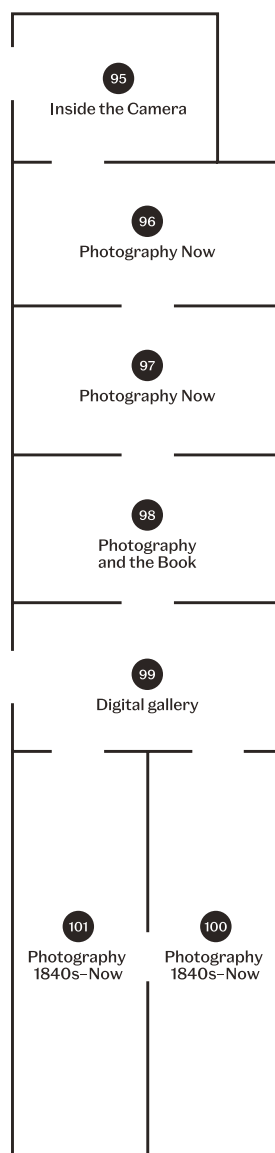 95
Inside the Camera
96
Photography Now
97
Photography Now
98
Photography
and the Book
99
Digital gallery
101
Photography
1840s–Now
100
Photography
1840s–Now